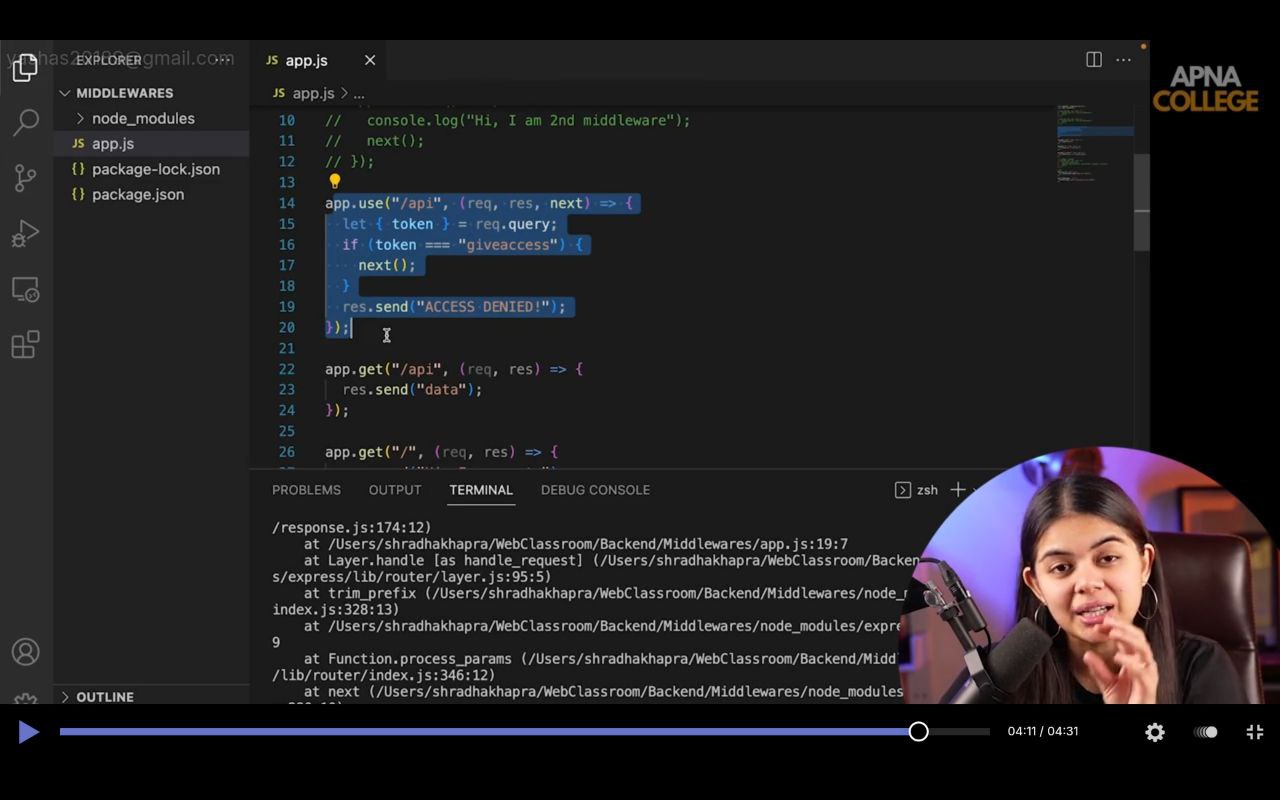 yashas20188@gmail.com
EXPLORER
JS app.js
APNA
COLLEGE
MIDDLEWARES
JS app.js > ...
node_modules
JS app.js
{} package-lock.json
{} package.json
10 // console.log("Hi, I am 2nd middleware");
11 // next();
12 // });
13
14 app.use("/api", (req, res, next) => {
15 let { token } = req.query;
16 if (token === "giveaccess") {
17 next();
18 }
19 res.send("ACCESS DENIED!");
20 });
21
22 app.get("/api", (req, res) => {
23 res.send("data");
24 });
25
26 app.get("/", (req, res) => {
PROBLEMS OUTPUT TERMINAL DEBUG CONSOLE zsh
/response.js:174:12)
at /Users/shradhakhapra/WebClassroom/Backend/Middlewares/app.js:19:7
at Layer.handle [as handle_request] (/Users/shradhakhapra/WebClassroom/Backen
s/express/lib/router/layer.js:95:5)
at trim_prefix (/Users/shradhakhapra/WebClassroom/Backend/Middlewares/node_
index.js:328:13)
at /Users/shradhakhapra/WebClassroom/Backend/Middlewares/node_modules/expre
9
at Function.process_params (/Users/shradhakhapra/WebClassroom/Backend/Midd
/lib/router/index.js:346:12)
at next (/Users/shradhakhapra/WebClassroom/Backend/Middlewares/node_modules
OUTLINE
04:11 / 04:31